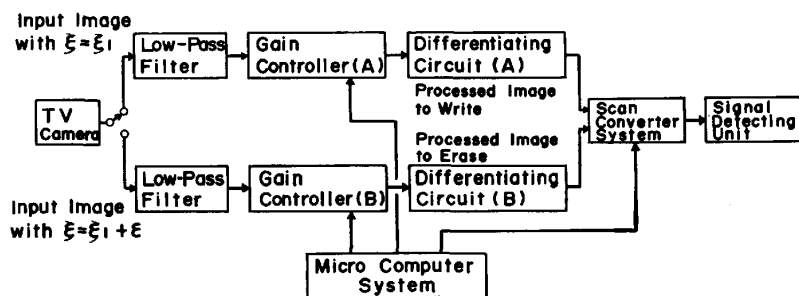 Input Image
with ξ≈ξ1
Low-Pass
Filter
Gain
Controller(A)
Differentiating
Circuit (A)
Processed Image
to Write
TV
Camera
Scan
Converter
System
Signal
Detecting
Unit
Processed Image
to Erase
Low-Pass
Filter
Gain
Controller(B)
Differentiating
Circuit (B)
Input Image
with ξ≈ξ1+ε
Micro Computer
System